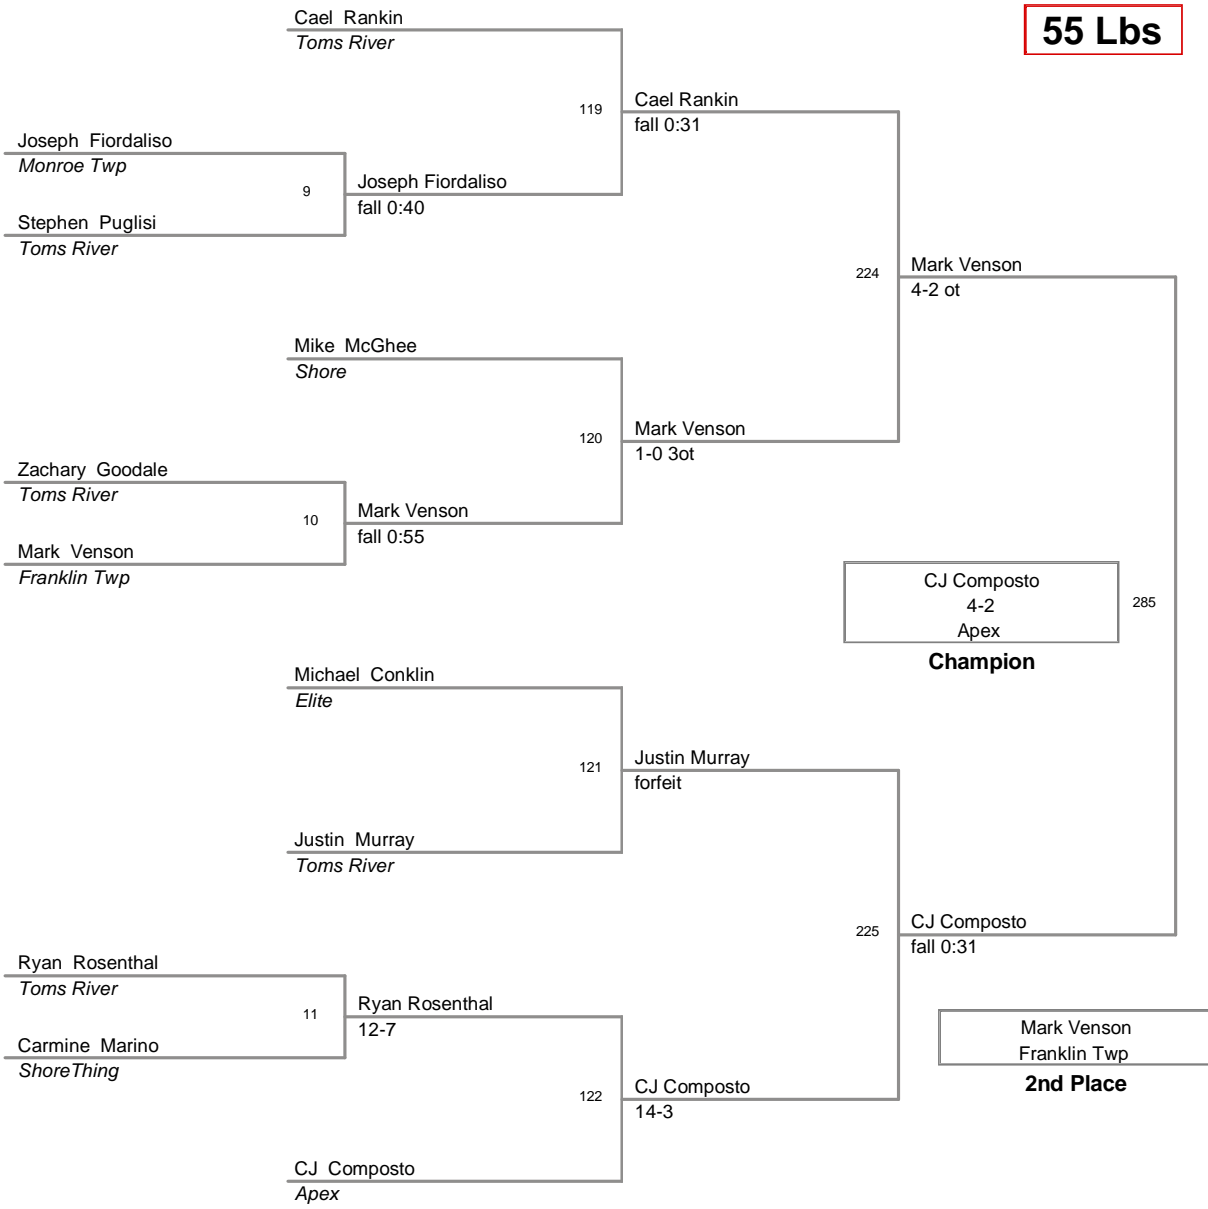 55 Lbs
Cael Rankin
Toms River
119
Cael Rankin
fall 0:31
Joseph Fiordaliso
Monroe Twp
9
Joseph Fiordaliso
fall 0:40
Stephen Puglisi
Toms River
224
Mark Venson
4-2 ot
Mike McGhee
Shore
120
Mark Venson
1-0 3ot
Zachary Goodale
Toms River
10
Mark Venson
fall 0:55
Mark Venson
Franklin Twp
CJ Composto
4-2
Apex
285
Champion
Michael Conklin
Elite
121
Justin Murray
forfeit
Justin Murray
Toms River
225
CJ Composto
fall 0:31
Ryan Rosenthal
Toms River
11
Ryan Rosenthal
12-7
Carmine Marino
ShoreThing
Mark Venson
Franklin Twp
2nd Place
122
CJ Composto
14-3
CJ Composto
Apex